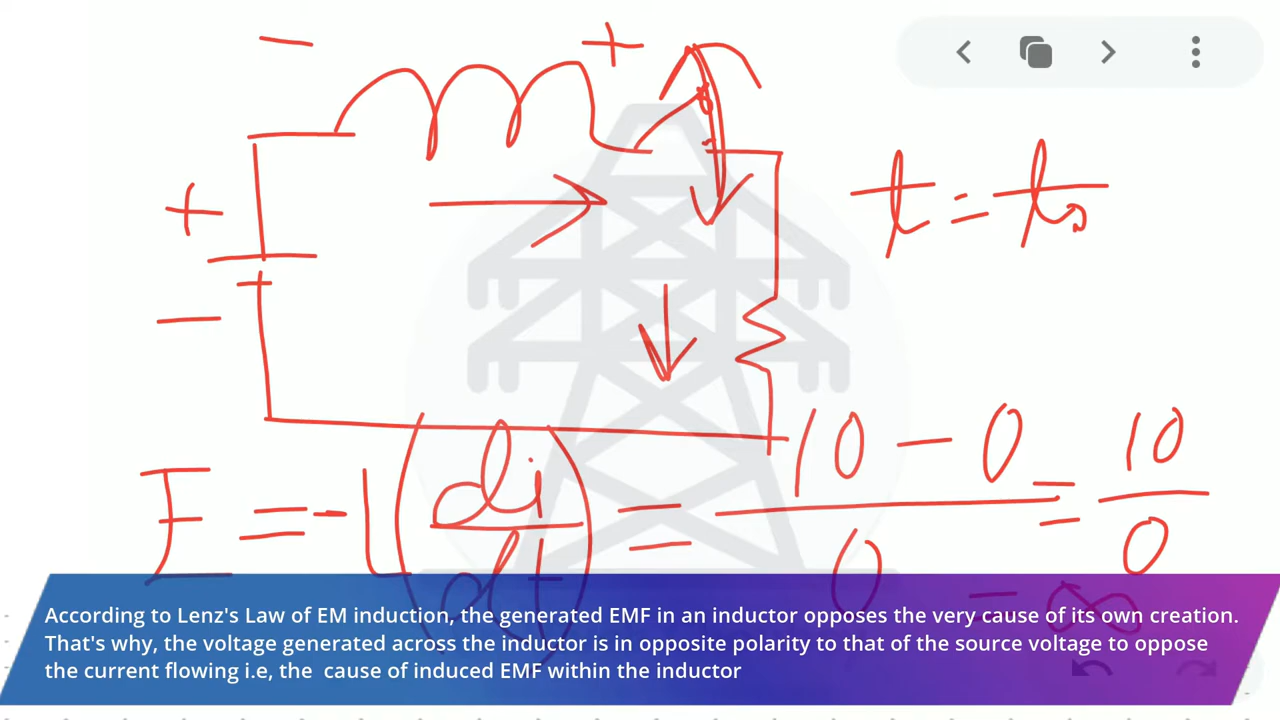 - +
+
-
t = t₀
E = -L(di/dt) = 10 - 0 / 0 = 10 / 0
= ∞
According to Lenz's Law of EM induction, the generated EMF in an inductor opposes the very cause of its own creation.
That's why, the voltage generated across the inductor is in opposite polarity to that of the source voltage to oppose
the current flowing i.e, the cause of induced EMF within the inductor